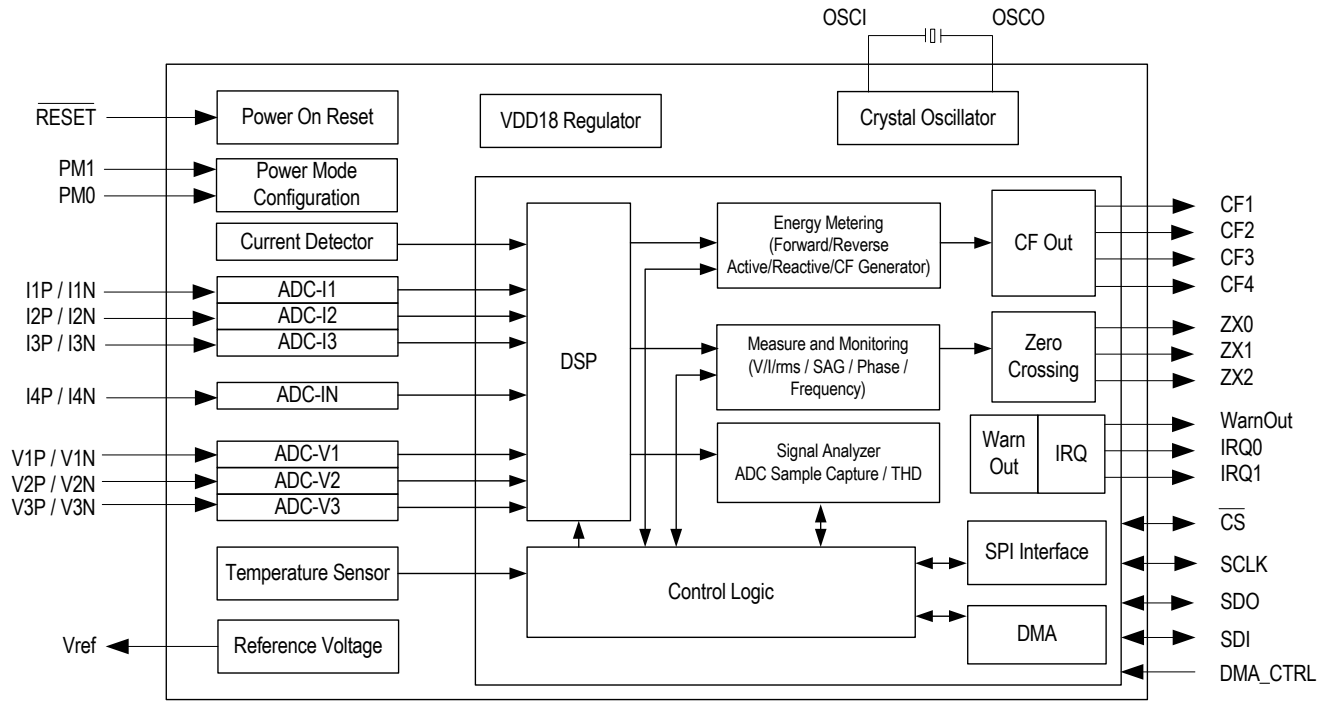 OSCI
OSCO
RESET
Power On Reset
VDD18 Regulator
Crystal Oscillator
PM1
PM0
Power Mode
Configuration
Current Detector
I1P / I1N
ADC-I1
I2P / I2N
ADC-I2
I3P / I3N
ADC-I3
I4P / I4N
ADC-IN
V1P / V1N
ADC-V1
V2P / V2N
ADC-V2
V3P / V3N
ADC-V3
Temperature Sensor
Vref
Reference Voltage
DSP
Energy Metering
(Forward/Reverse
Active/Reactive/CF Generator)
CF Out
CF1
CF2
CF3
CF4
Measure and Monitoring
(V/I/rms / SAG / Phase /
Frequency)
Zero
Crossing
ZX0
ZX1
ZX2
Signal Analyzer
ADC Sample Capture / THD
Warn
Out
IRQ
WarnOut
IRQ0
IRQ1
Control Logic
SPI Interface
DMA
CS
SCLK
SDO
SDI
DMA_CTRL